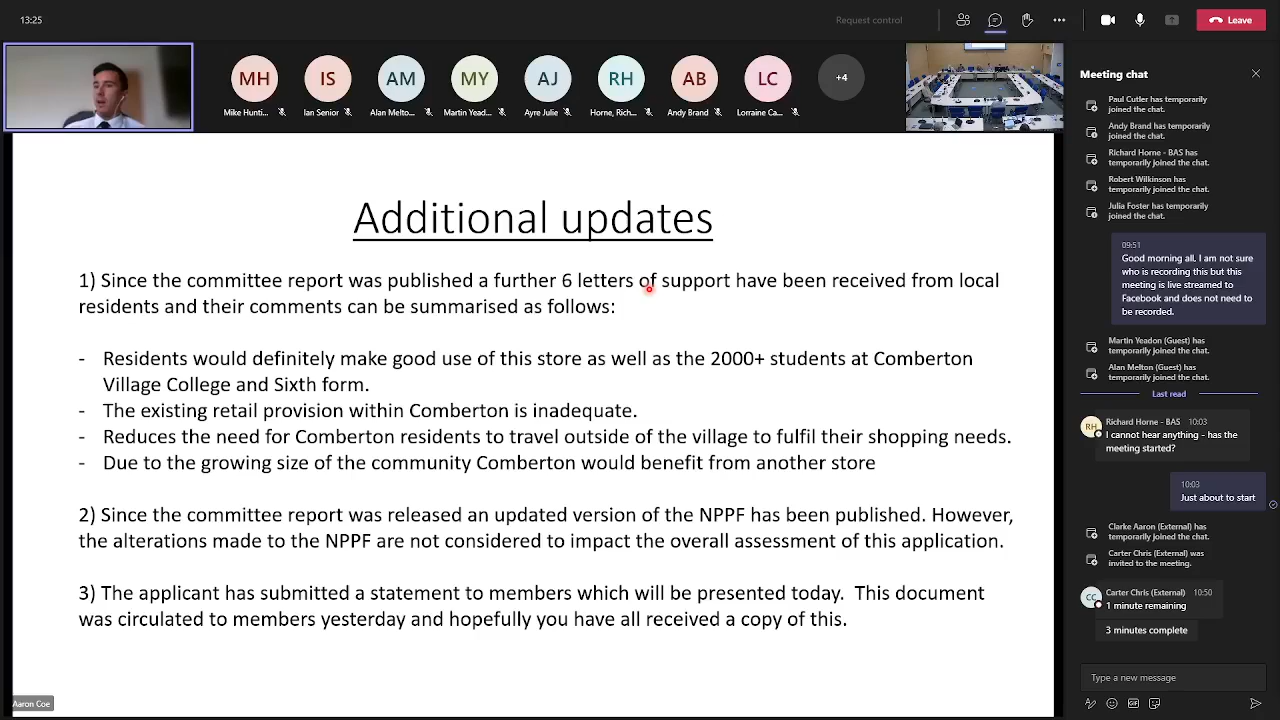 13:25
Request control
Leave
MH
IS
AM
MY
AJ
RH
AB
LC
+4
Mike Hunti...
Ian Senior
Alan Melto...
Martin Yead...
Ayre Julie
Horne, Rich...
Andy Brand
Lorraine Ca...
Additional updates
1) Since the committee report was published a further 6 letters of support have been received from local
residents and their comments can be summarised as follows:
- Residents would definitely make good use of this store as well as the 2000+ students at Comberton
Village College and Sixth form.
- The existing retail provision within Comberton is inadequate.
- Reduces the need for Comberton residents to travel outside of the village to fulfil their shopping needs.
- Due to the growing size of the community Comberton would benefit from another store
2) Since the committee report was released an updated version of the NPPF has been published. However,
the alterations made to the NPPF are not considered to impact the overall assessment of this application.
3) The applicant has submitted a statement to members which will be presented today. This document
was circulated to members yesterday and hopefully you have all received a copy of this.
Aaron Coe
Meeting chat
Paul Cutler has temporarily
joined the chat.
Andy Brand has temporarily
joined the chat.
Richard Horne - BAS has
temporarily joined the chat.
Robert Wilkinson has
temporarily joined the chat.
Julia Foster has temporarily
joined the chat.
09:51
Good morning all. I am not sure
who is recording this but this
meeting is live streamed to
Facebook and does not need to
be recorded.
Martin Yeadon (Guest) has
temporarily joined the chat.
Alan Melton (Guest) has
temporarily joined the chat.
Last read
RH
Richard Horne - BAS 10:03
I cannot hear anything - has the
meeting started?
10:03
Just about to start
Clarke Aaron (External) has
temporarily joined the chat.
Carter Chris (External) was
invited to the meeting.
CC
Carter Chris (External) 10:50
1 minute remaining
3 minutes complete
Type a new message